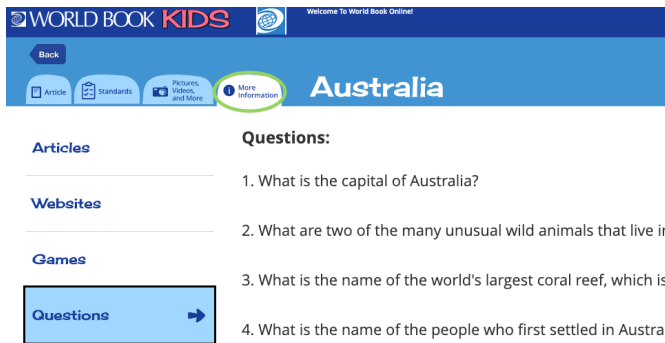 WORLD BOOK KIDS
Welcome To World Book Online!
Back
Article
Standards
Pictures,
Videos,
and More
More
Information
Australia
Articles
Websites
Games
Questions
Questions:
1. What is the capital of Australia?
2. What are two of the many unusual wild animals that live
3. What is the name of the world's largest coral reef, which
4. What is the name of the people who first settled in